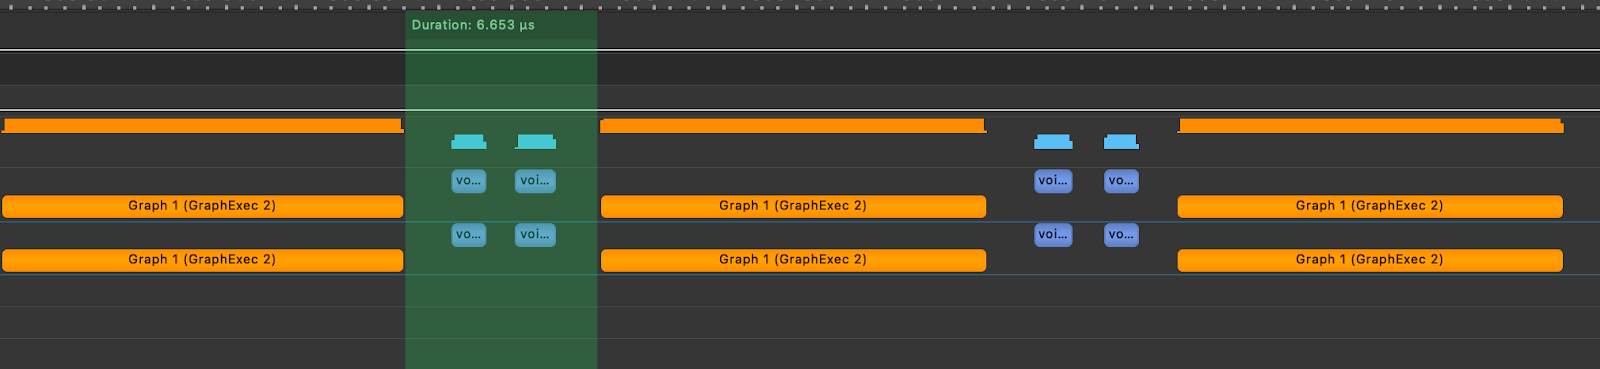 Duration: 6.653 µs
vo... voi... voi... vo...
Graph 1 (GraphExec 2) Graph 1 (GraphExec 2) Graph 1 (GraphExec 2)
vo... voi... voi... vo...
Graph 1 (GraphExec 2) Graph 1 (GraphExec 2) Graph 1 (GraphExec 2)